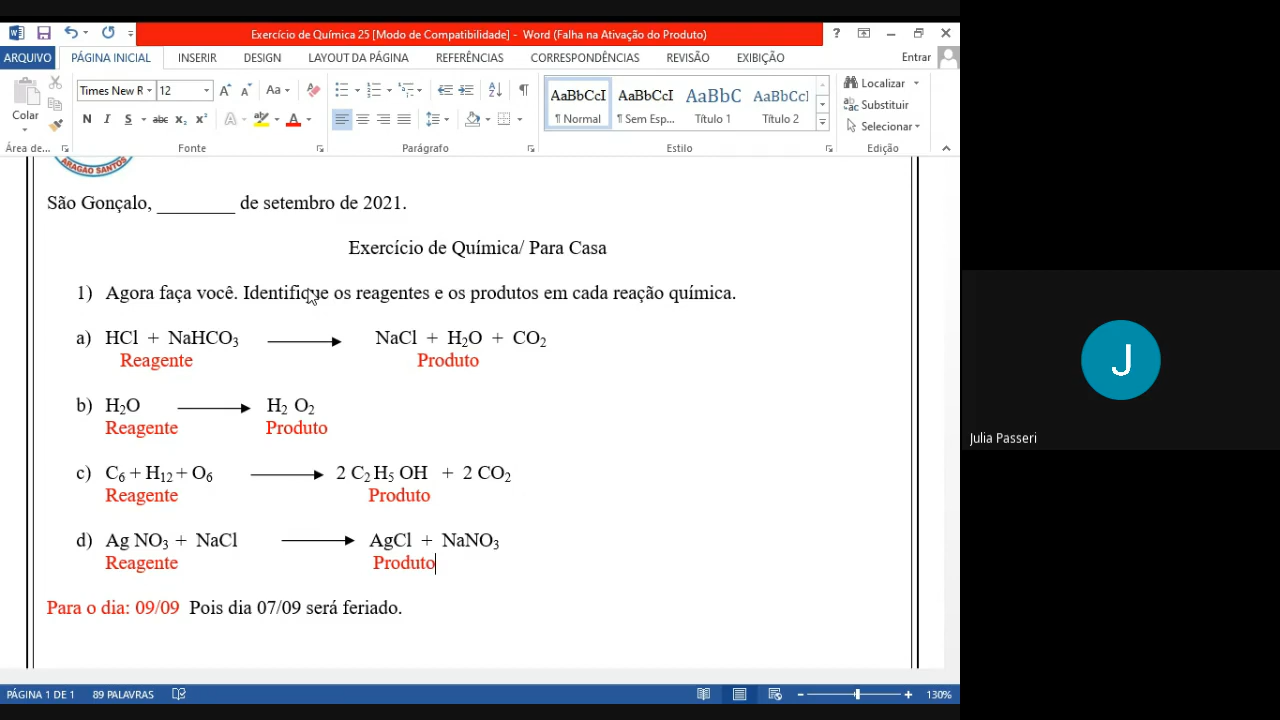 Exercício de Química 25 [Modo de Compatibilidade] - Word (Falha na Ativação do Produto)
ARQUIVO PÁGINA INICIAL INSERIR DESIGN LAYOUT DA PÁGINA REFERÊNCIAS CORRESPONDÊNCIAS REVISÃO EXIBIÇÃO Entrar
Times New R 12 Aa AaBbCcI AaBbCcI AaBbC AaBbCcI Localizar
Substituir
Colar N I S abc x₂ x² A A ¶ Normal ¶ Sem Esp... Título 1 Título 2 Selecionar
Área de... Fonte Parágrafo Estilo Edição
ARAGÃO SANTOS
São Gonçalo, ________ de setembro de 2021.
Exercício de Química/ Para Casa
1) Agora faça você. Identifique os reagentes e os produtos em cada reação química.
a) HCl + NaHCO₃ → NaCl + H₂O + CO₂
Reagente Produto
b) H₂O → H₂ O₂
Reagente Produto
c) C₆ + H₁₂ + O₆ → 2 C₂ H₅ OH + 2 CO₂
Reagente Produto
d) Ag NO₃ + NaCl → AgCl + NaNO₃
Reagente Produto
Para o dia: 09/09 Pois dia 07/09 será feriado.
J
Julia Passeri
PÁGINA 1 DE 1 89 PALAVRAS 130%